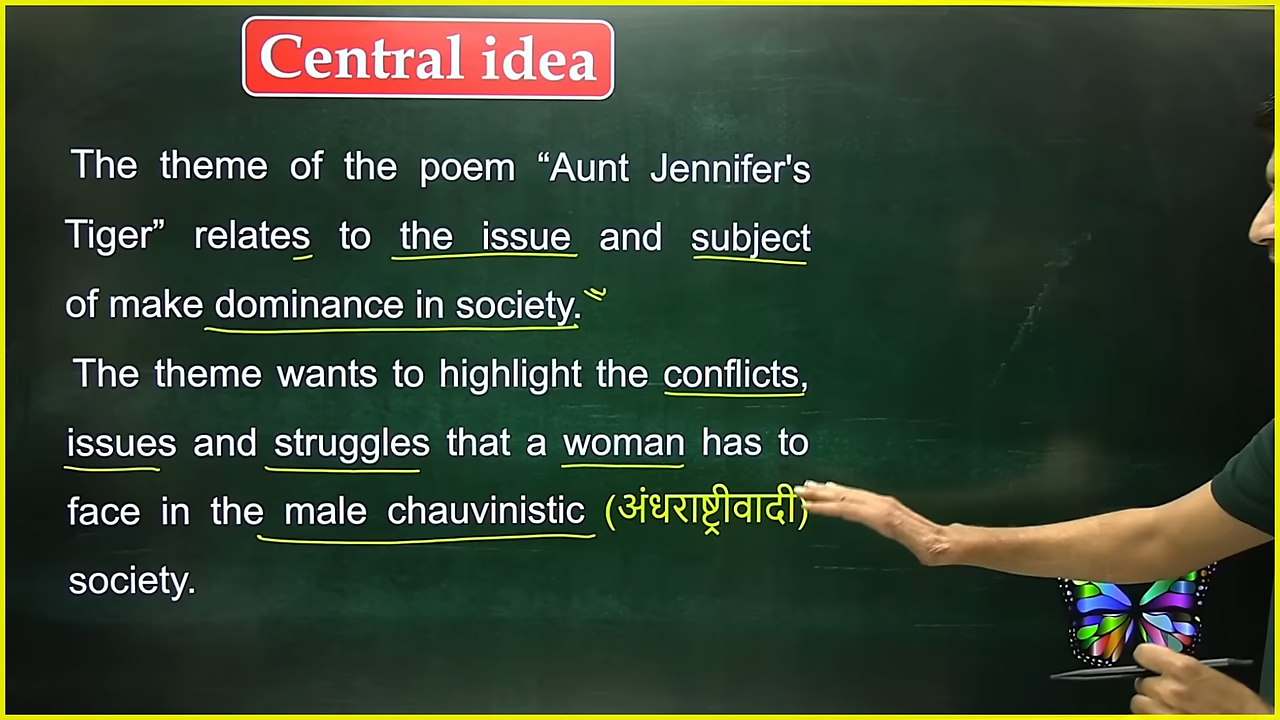 Central idea
The theme of the poem “Aunt Jennifer's
Tiger” relates to the issue and subject
of make dominance in society.
The theme wants to highlight the conflicts,
issues and struggles that a woman has to
face in the male chauvinistic (अंधराष्ट्रीवादी)
society.